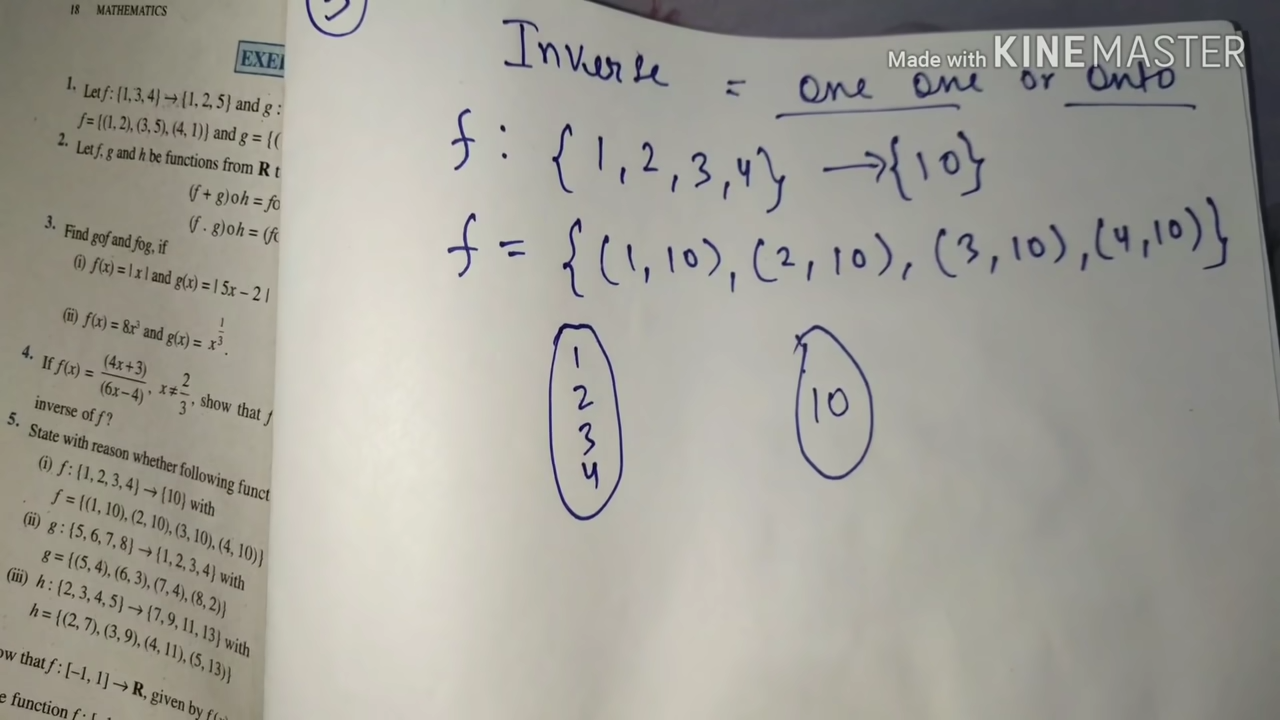 18 MATHEMATICS
1. Let f : {1, 3, 4} → {1, 2, 5} and g :
f = {(1, 2), (3, 5), (4, 1)} and g = {(
2. Let f, g and h be functions from R t
(f + g)oh = fo
(f . g)oh = (f
3. Find gof and fog, if
(i) f(x) = | x | and g(x) = | 5x – 2 |
(ii) f(x) = 8x³ and g(x) = x^(1/3).
4. If f(x) = (4x+3)/(6x–4), x ≠ 2/3, show that f
inverse of f?
5. State with reason whether following funct
(i) f : {1, 2, 3, 4} → {10} with
f = {(1, 10), (2, 10), (3, 10), (4, 10)}
(ii) g : {5, 6, 7, 8} → {1, 2, 3, 4} with
g = {(5, 4), (6, 3), (7, 4), (8, 2)}
(iii) h : {2, 3, 4, 5} → {7, 9, 11, 13} with
h = {(2, 7), (3, 9), (4, 11), (5, 13)}
ow that f : [–1, 1] → R, given by f(
e function f : [
Made with KINEMASTER
Inverse = one one or onto
f : {1, 2, 3, 4} → {10}
f = {(1, 10), (2, 10), (3, 10), (4, 10)}
1
2
3
4
10